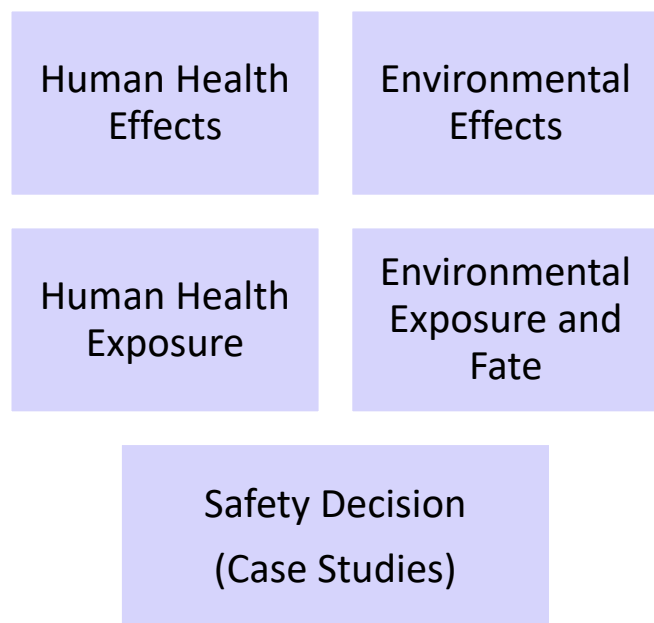 Human Health
Effects
Environmental
Effects
Human Health
Exposure
Environmental
Exposure and
Fate
Safety Decision
(Case Studies)